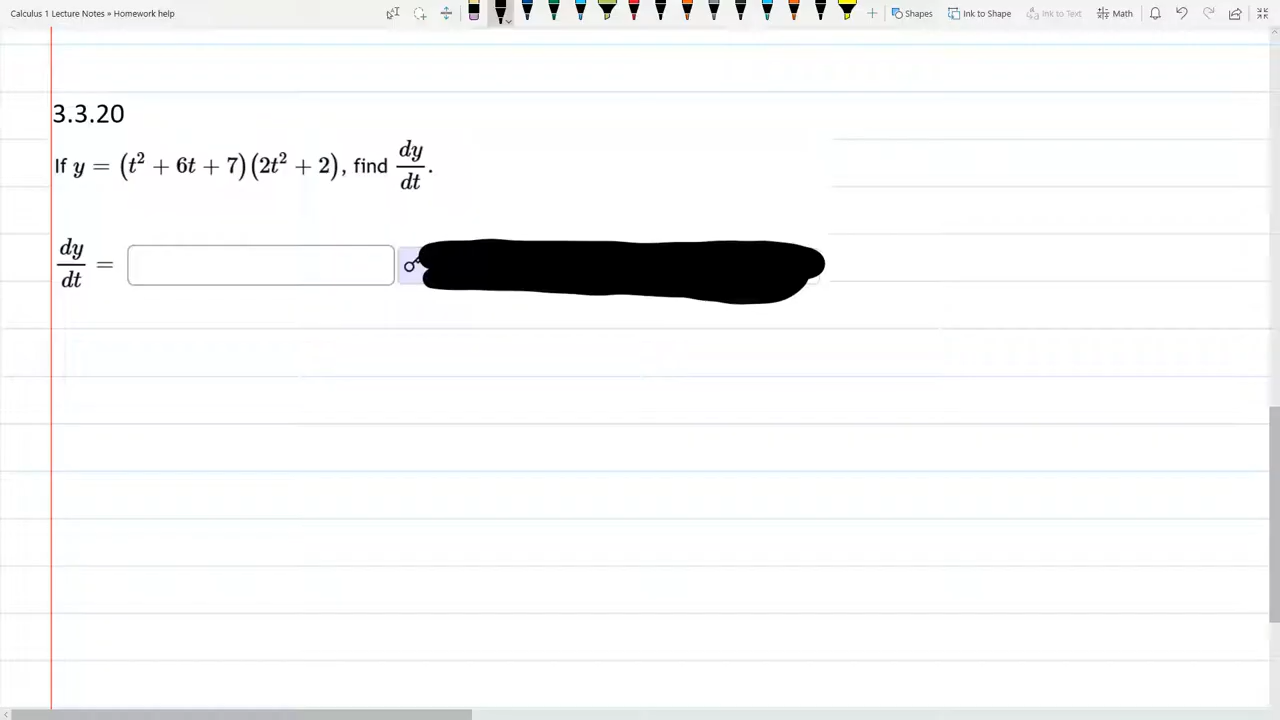 Calculus 1 Lecture Notes » Homework help
Shapes Ink to Shape Ink to Text Math
3.3.20
If y = (t² + 6t + 7)(2t² + 2), find dy/dt.
dy/dt =